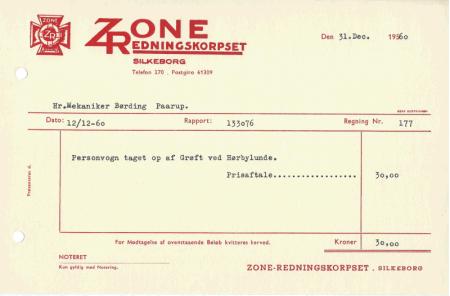 ZONE
ZR
ZONE
REDNINGSKORPSET
SILKEBORG
Telefon 270 . Postgiro 61309
Den 31.Dec. 1960
Hr.Mekaniker Børding Paarup.
Dato: 12/12-60 Rapport: 133076 Regning Nr. 177
Personvogn taget op af Grøft ved Hørbylunde.
Prisaftale.................. 30,00
For Modtagelse af ovenstaaende Beløb kvitteres herved. Kroner 30,00
NOTERET
Kun gyldig med Notering.
ZONE-REDNINGSKORPSET . SILKEBORG